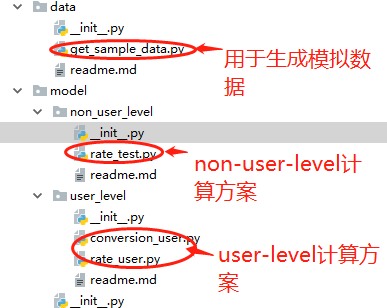 data
__init__.py
get_sample_data.py
用于生成模拟数
据
readme.md
model
non_user_level
__init__.py
rate_test.py
non-user-level计
算方案
readme.md
user_level
__init__.py
conversion_user.py
user-level计算方
案
rate_user.py
readme.md
__init__.py